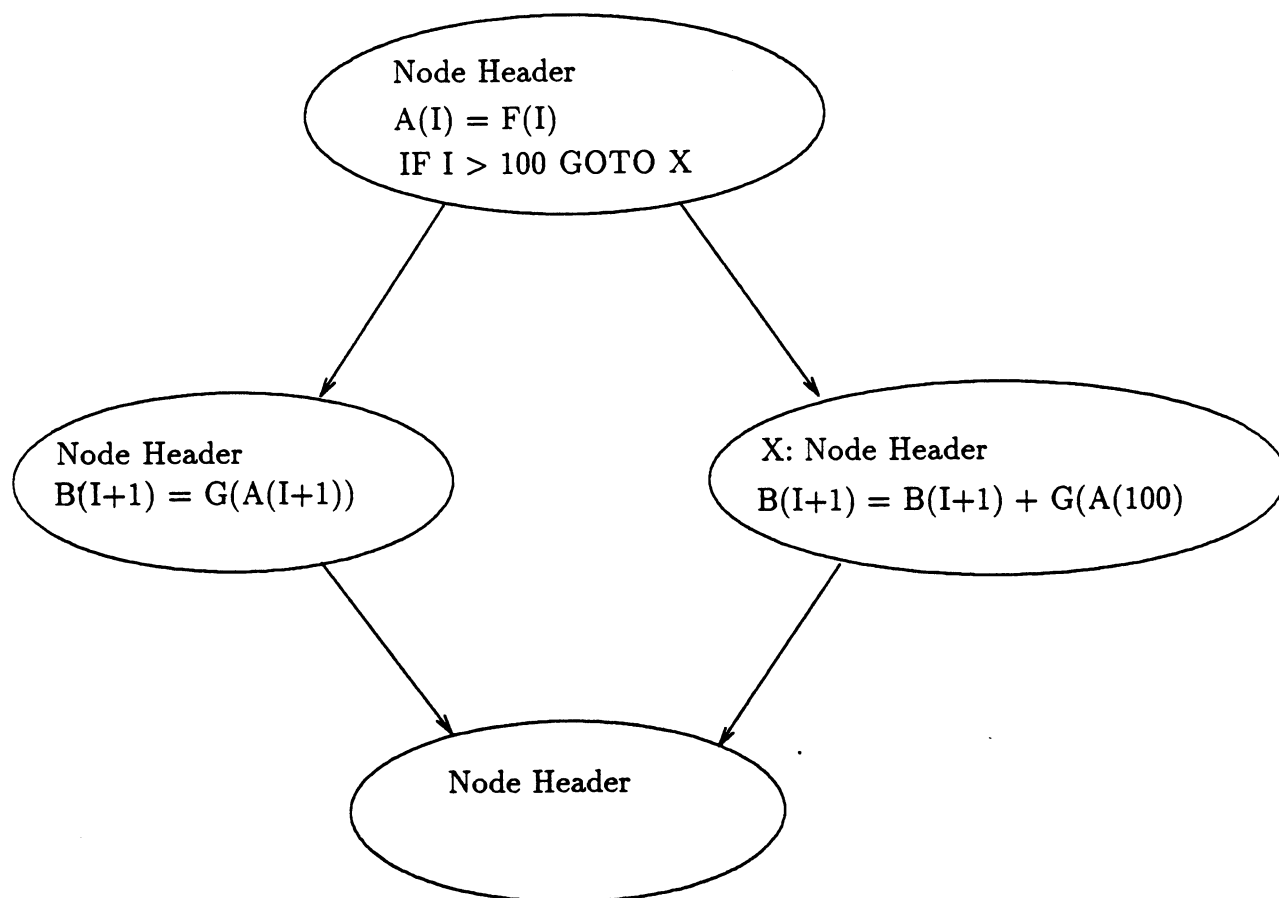 Node Header
A(I) = F(I)
IF I > 100 GOTO X
Node Header
B(I+1) = G(A(I+1))
X: Node Header
B(I+1) = B(I+1) + G(A(100)
Node Header